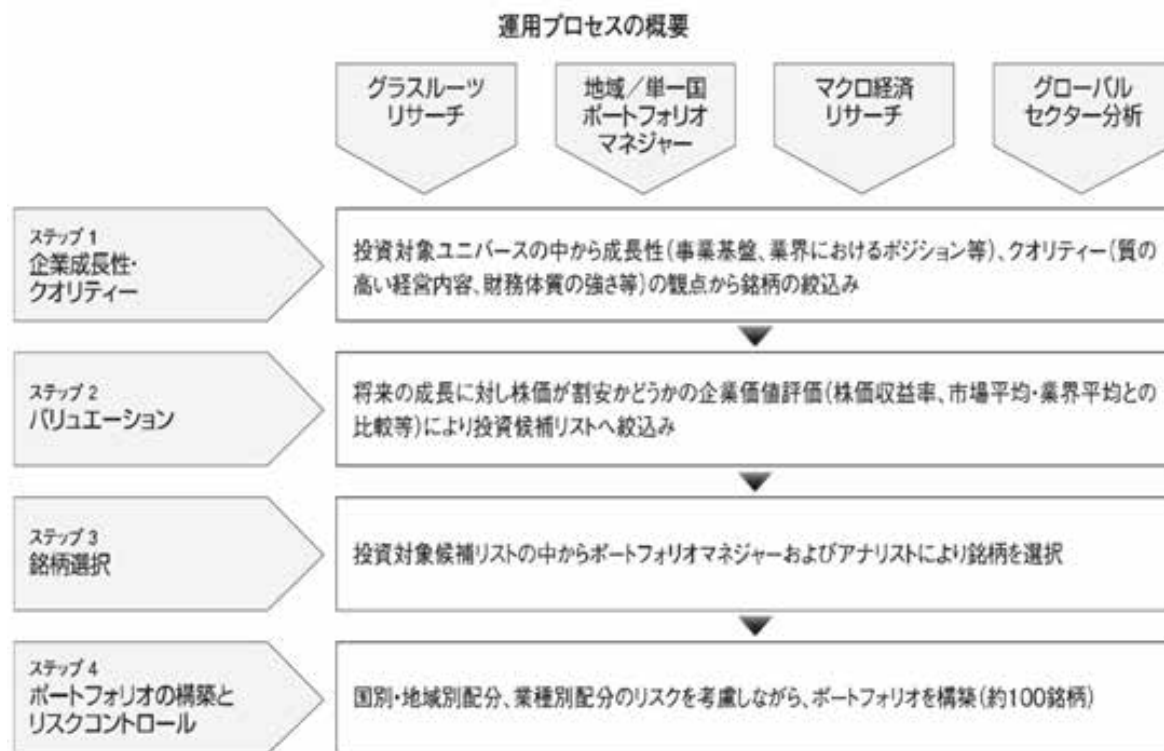 運用プロセスの概要
グラスルーツ
リサーチ
地域／単一国
ポートフォリオ
マネジャー
マクロ経済
リサーチ
グローバル
セクター分析
ステップ 1
企業成長性・
クオリティー
投資対象ユニバースの中から成長性(事業基盤、業界におけるポジション等)、クオリティー(質の
高い経営内容、財務体質の強さ等)の観点から銘柄の絞込み
ステップ 2
バリュエーション
将来の成長に対し株価が割安かどうかの企業価値評価(株価収益率、市場平均・業界平均との
比較等)により投資候補リストへ絞込み
ステップ 3
銘柄選択
投資対象候補リストの中からポートフォリオマネジャーおよびアナリストにより銘柄を選択
ステップ 4
ポートフォリオの構築と
リスクコントロール
国別・地域別配分、業種別配分のリスクを考慮しながら、ポートフォリオを構築(約100銘柄)